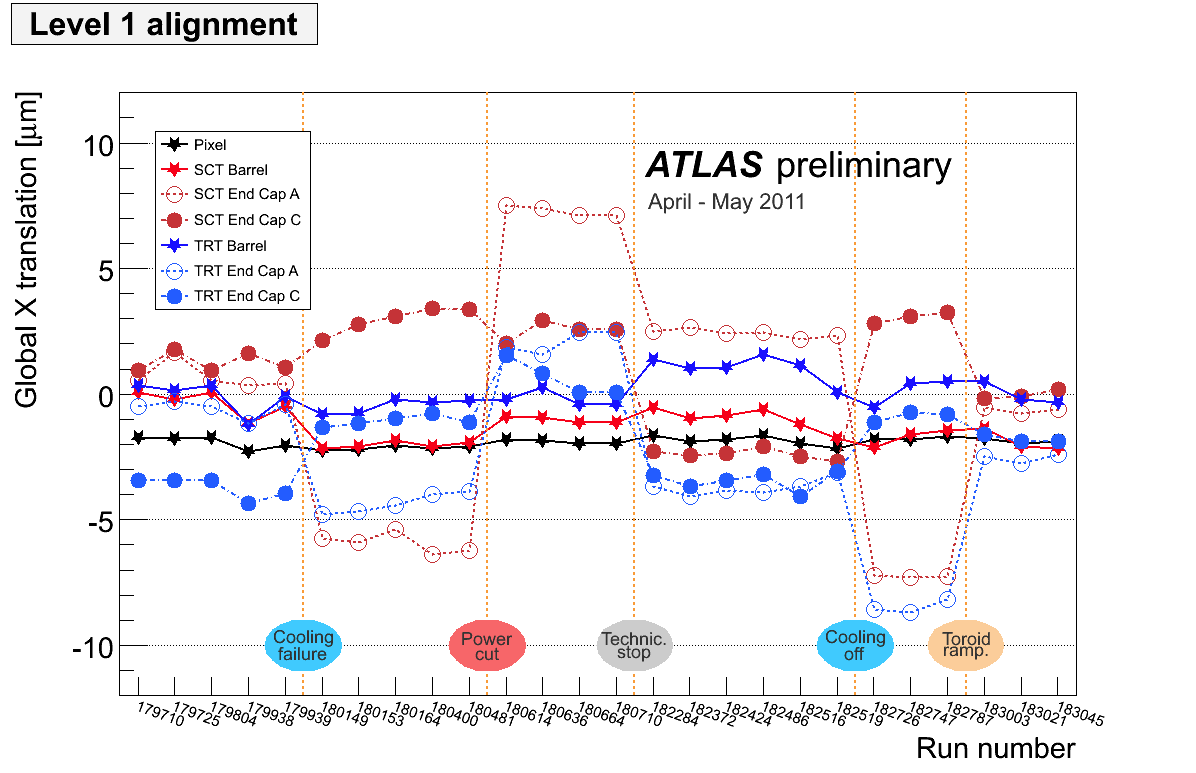 Level 1 alignment
Global X translation [µm]
10
5
0
-5
-10
Pixel
SCT Barrel
SCT End Cap A
SCT End Cap C
TRT Barrel
TRT End Cap A
TRT End Cap C
ATLAS preliminary
April - May 2011
Cooling
failure
Power
cut
Technic.
stop
Cooling
off
Toroid
ramp.
179710
179725
179804
179938
179939
180149
180153
180164
180400
180481
180614
180636
180664
180710
182284
182372
182424
182486
182516
182519
182726
182747
182787
183003
183021
183045
Run number